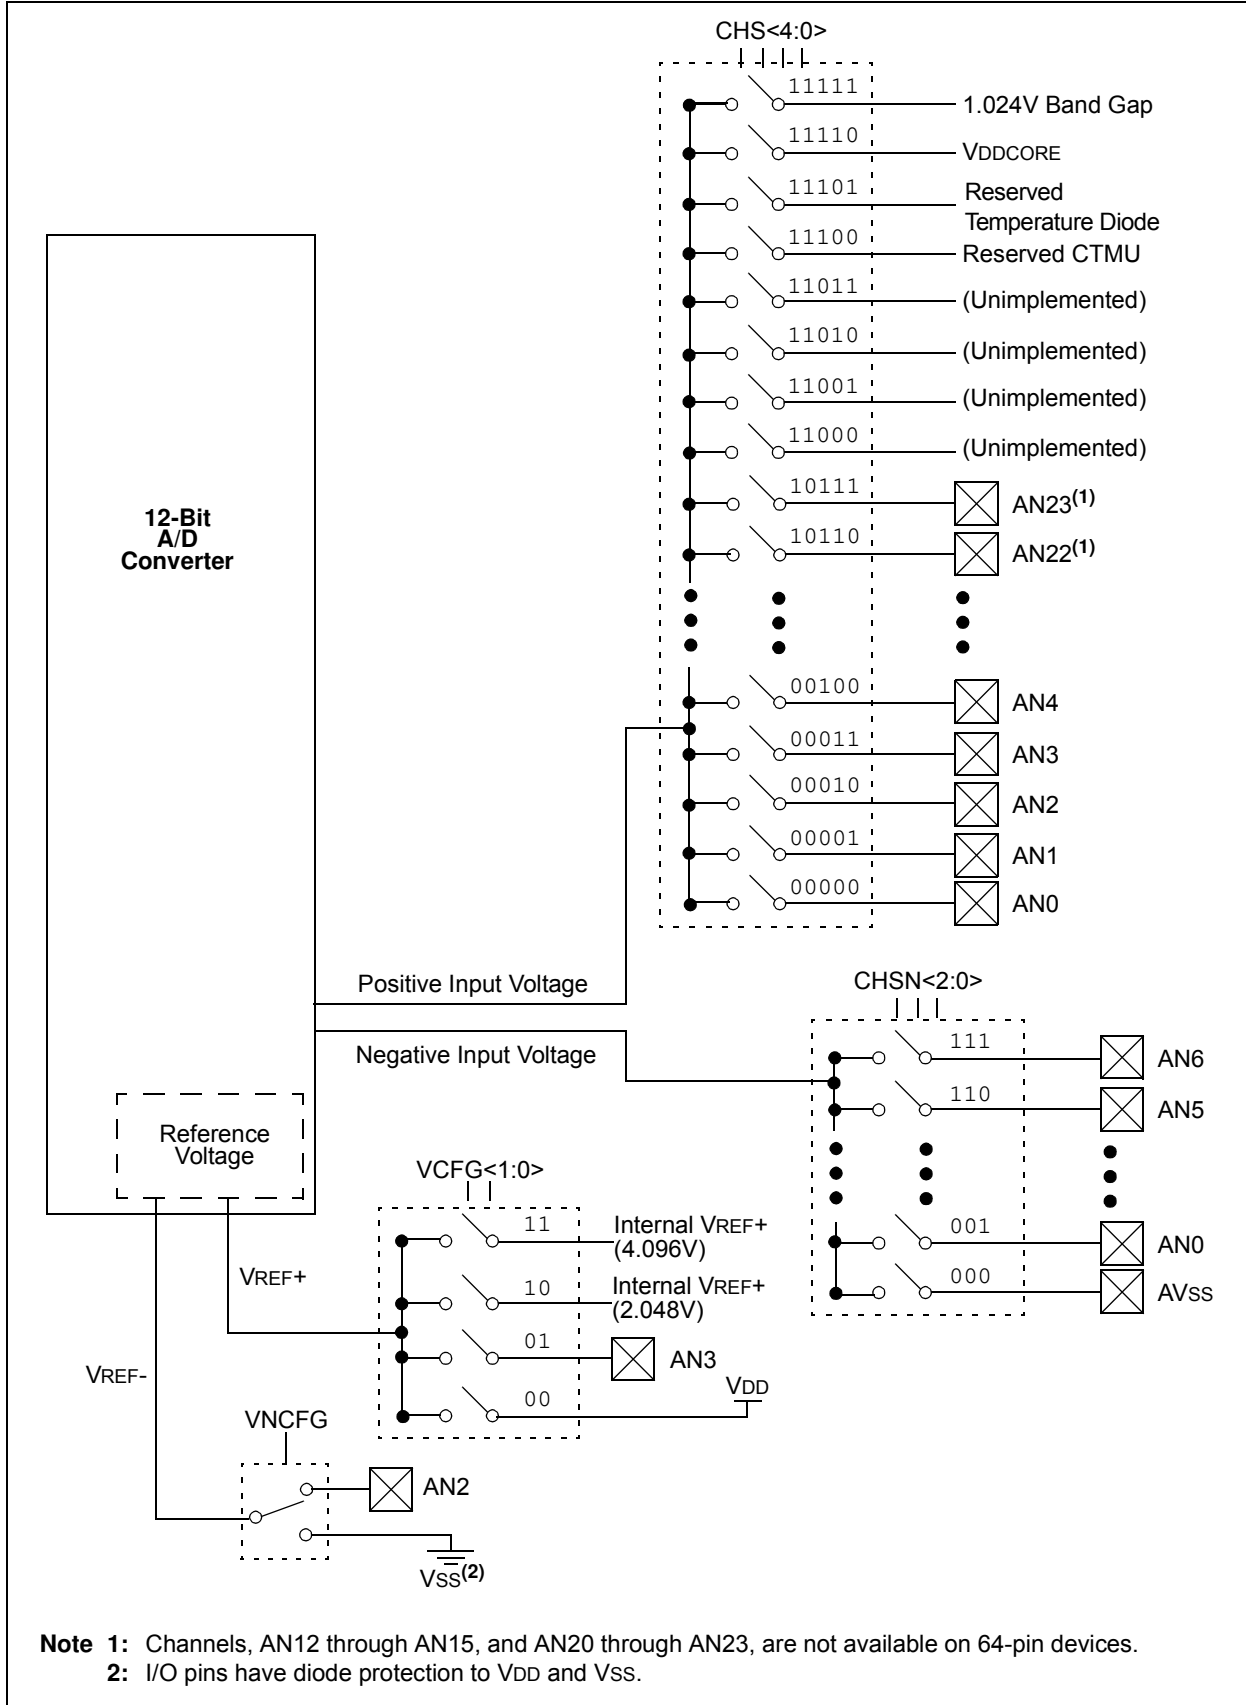 CHS<4:0>
11111
1.024V Band Gap
11110
VDDCORE
11101
Reserved
Temperature Diode
11100
Reserved CTMU
11011
(Unimplemented)
11010
(Unimplemented)
11001
(Unimplemented)
11000
(Unimplemented)
10111
AN23(1)
12-Bit
A/D
Converter
10110
AN22(1)
00100
AN4
00011
AN3
00010
AN2
00001
AN1
00000
AN0
Positive Input Voltage
CHSN<2:0>
Negative Input Voltage
111
AN6
110
AN5
Reference
Voltage
VCFG<1:0>
001
AN0
000
AVSS
11
Internal VREF+
(4.096V)
VREF+
10
Internal VREF+
(2.048V)
01
AN3
VREF-
00
VDD
VNCFG
AN2
VSS(2)
Note 1: Channels, AN12 through AN15, and AN20 through AN23, are not available on 64-pin devices.
2: I/O pins have diode protection to VDD and VSS.